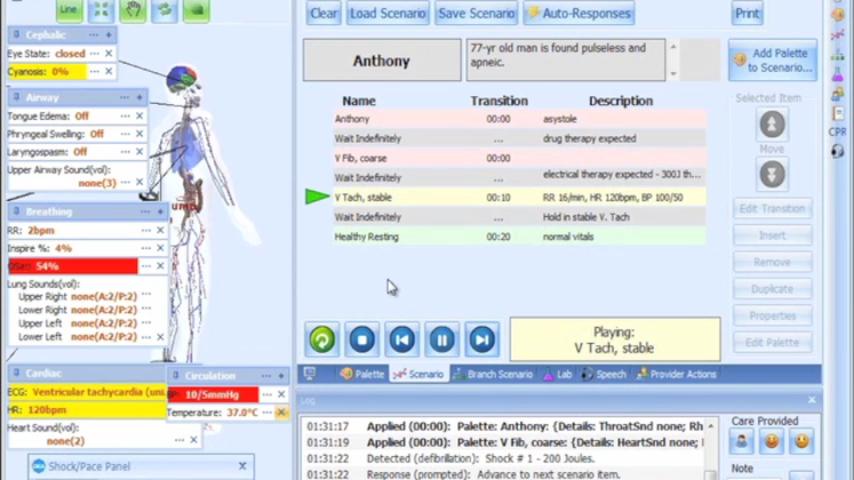 Line
Clear
Load Scenario
Save Scenario
Auto-Responses
Print
Cephalic
Eye State: closed
Cyanosis: 0%
Airway
Tongue Edema: Off
Phryngeal Swelling: Off
Laryngospasm: Off
Upper Airway Sound(vol):
none(3)
Breathing
RR: 2bpm
Inspire %: 4%
54%
Lung Sounds(vol):
Upper Right none(A:2/P:2)
Lower Right none(A:2/P:2)
Upper Left none(A:2/P:2)
Lower Left none(A:2/P:2)
Cardiac
ECG: Ventricular tachycardia (uni.
HR: 120bpm
Heart Sound(vol):
none(2)
Circulation
BP: 10/5mmHg
Temperature: 37.0°C
Shock/Pace Panel
Anthony
77-yr old man is found pulseless and
apneic.
Add Palette
to Scenario...
Name Transition Description
Anthony 00:00 asystole
Wait Indefinitely ... drug therapy expected
V Fib, coarse 00:00
Wait Indefinitely ... electrical therapy expected - 300J th...
V Tach, stable 00:10 RR 16/min, HR 120bpm, BP 100/50
Wait Indefinitely ... Hold in stable V. Tach
Healthy Resting 00:20 normal vitals
Selected Item
Move
Edit Transition
Insert
Remove
Duplicate
Properties
Edit Palette
CPR
Playing:
V Tach, stable
Palette
Scenario
Branch Scenario
Lab
Speech
Provider Actions
Log
01:31:17 Applied (00:00): Palette: Anthony: {Details: ThroatSnd none; Rh
01:31:19 Applied (00:00): Palette: V Fib, coarse: {Details: HeartSnd none; I
01:31:22 Detected (defibrillation): Shock # 1 - 200 Joules.
01:31:22 Response (prompted): Advance to next scenario item.
Care Provided
Note